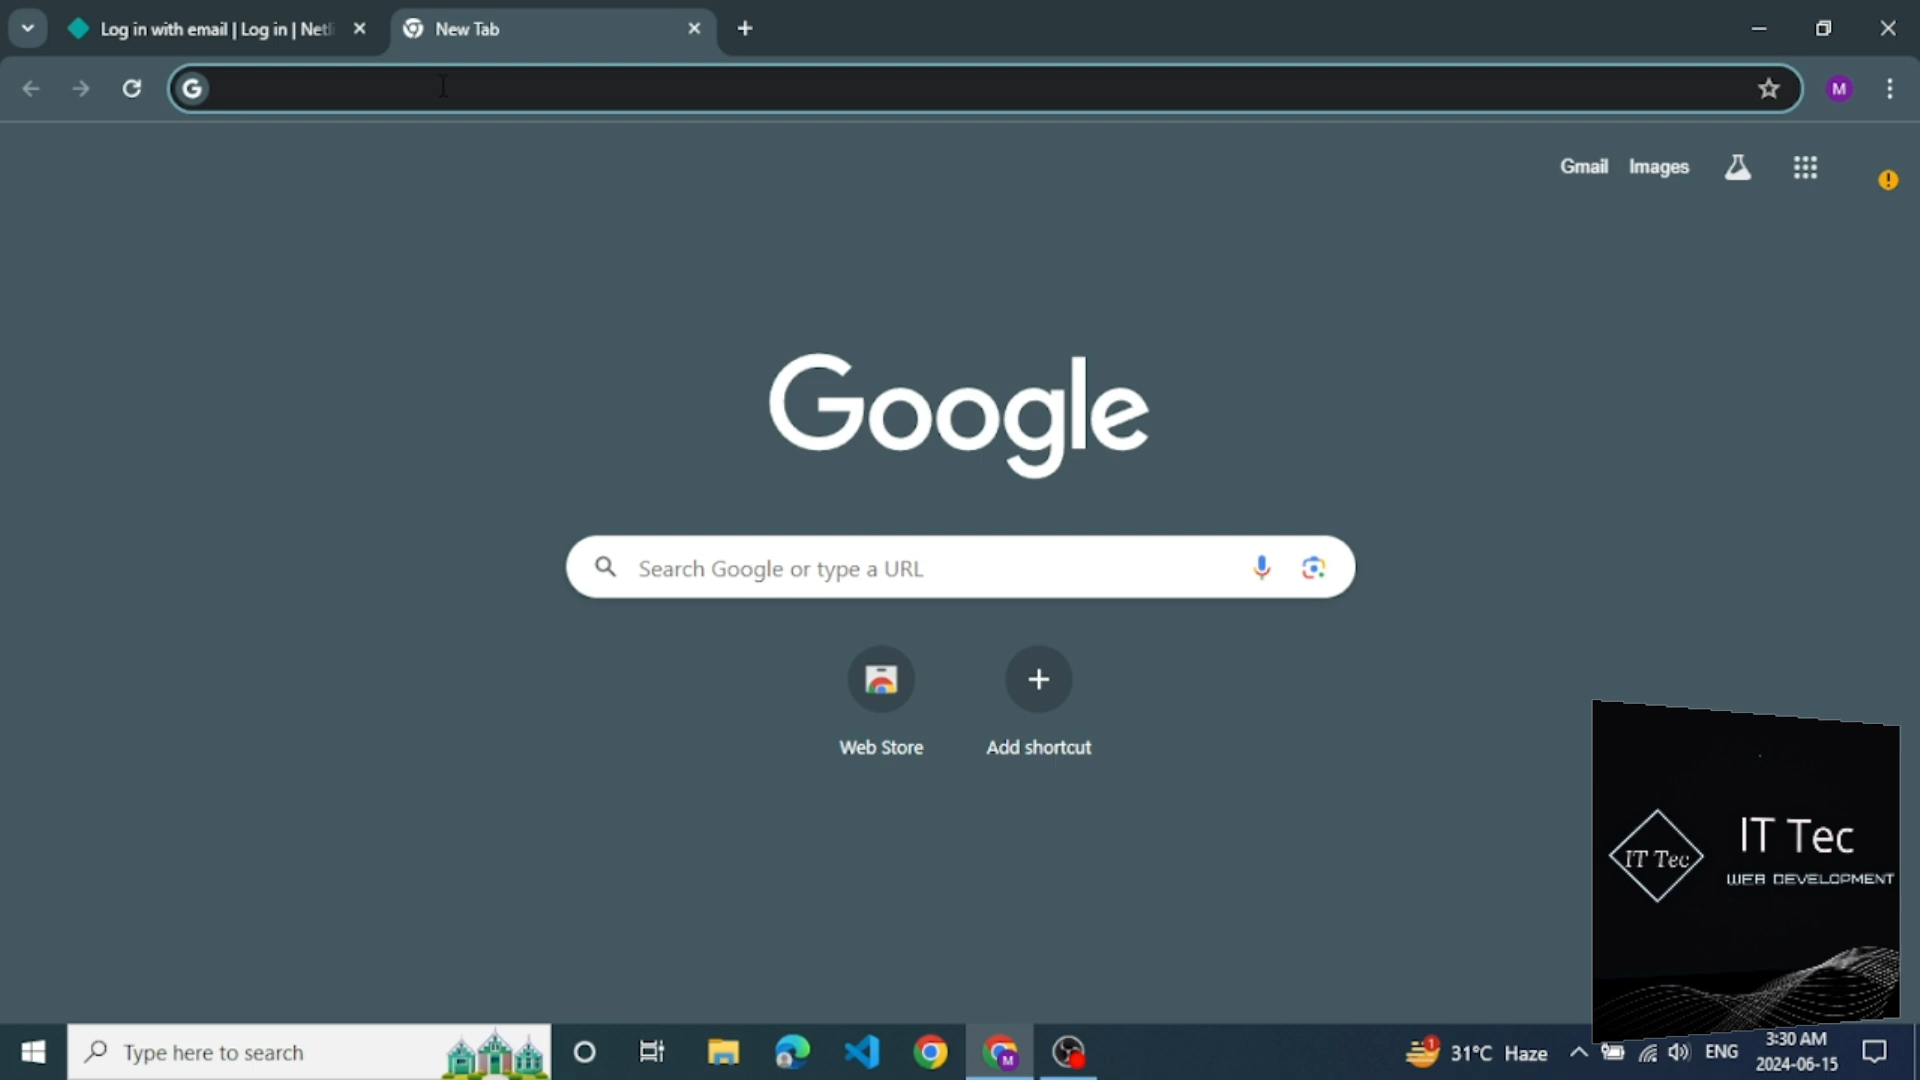 Log in with email | Log in | Netli
New Tab
G
M
Gmail Images
Google
Search Google or type a URL
Web Store
Add shortcut
IT Tec
IT Tec
WEB DEVELOPMENT
Type here to search
M
1
31°C Haze
ENG
3:30 AM
2024-06-15